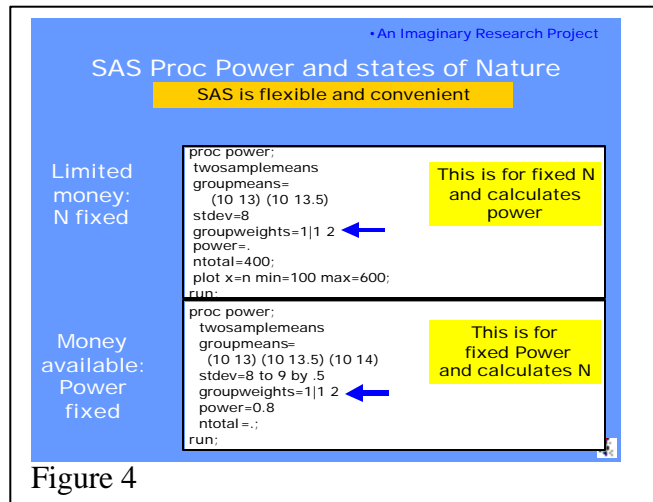 •An Imaginary Research Project
SAS Proc Power and states of Nature
SAS is flexible and convenient
Limited
money:
N fixed
proc power;
twosamplemeans
groupmeans=
(10 13) (10 13.5)
stdev=8
groupweights=1|1 2
power=.
ntotal=400;
plot x=n min=100 max=600;
run;
This is for fixed N
and calculates
power
Money
available:
Power
fixed
proc power;
twosamplemeans
groupmeans=
(10 13) (10 13.5) (10 14)
stdev=8 to 9 by .5
groupweights=1|1 2
power=0.8
ntotal=.;
run;
This is for
fixed Power
and calculates N
Figure 4